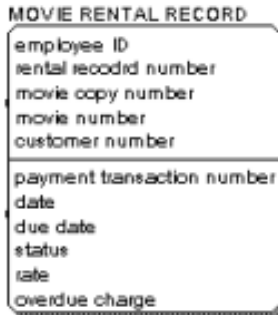 MOVIE RENTAL RECORD
employee ID
rental recodrd number
movie copy number
movie number
customer number
payment transaction number
date
due date
status
rate
overdue charge